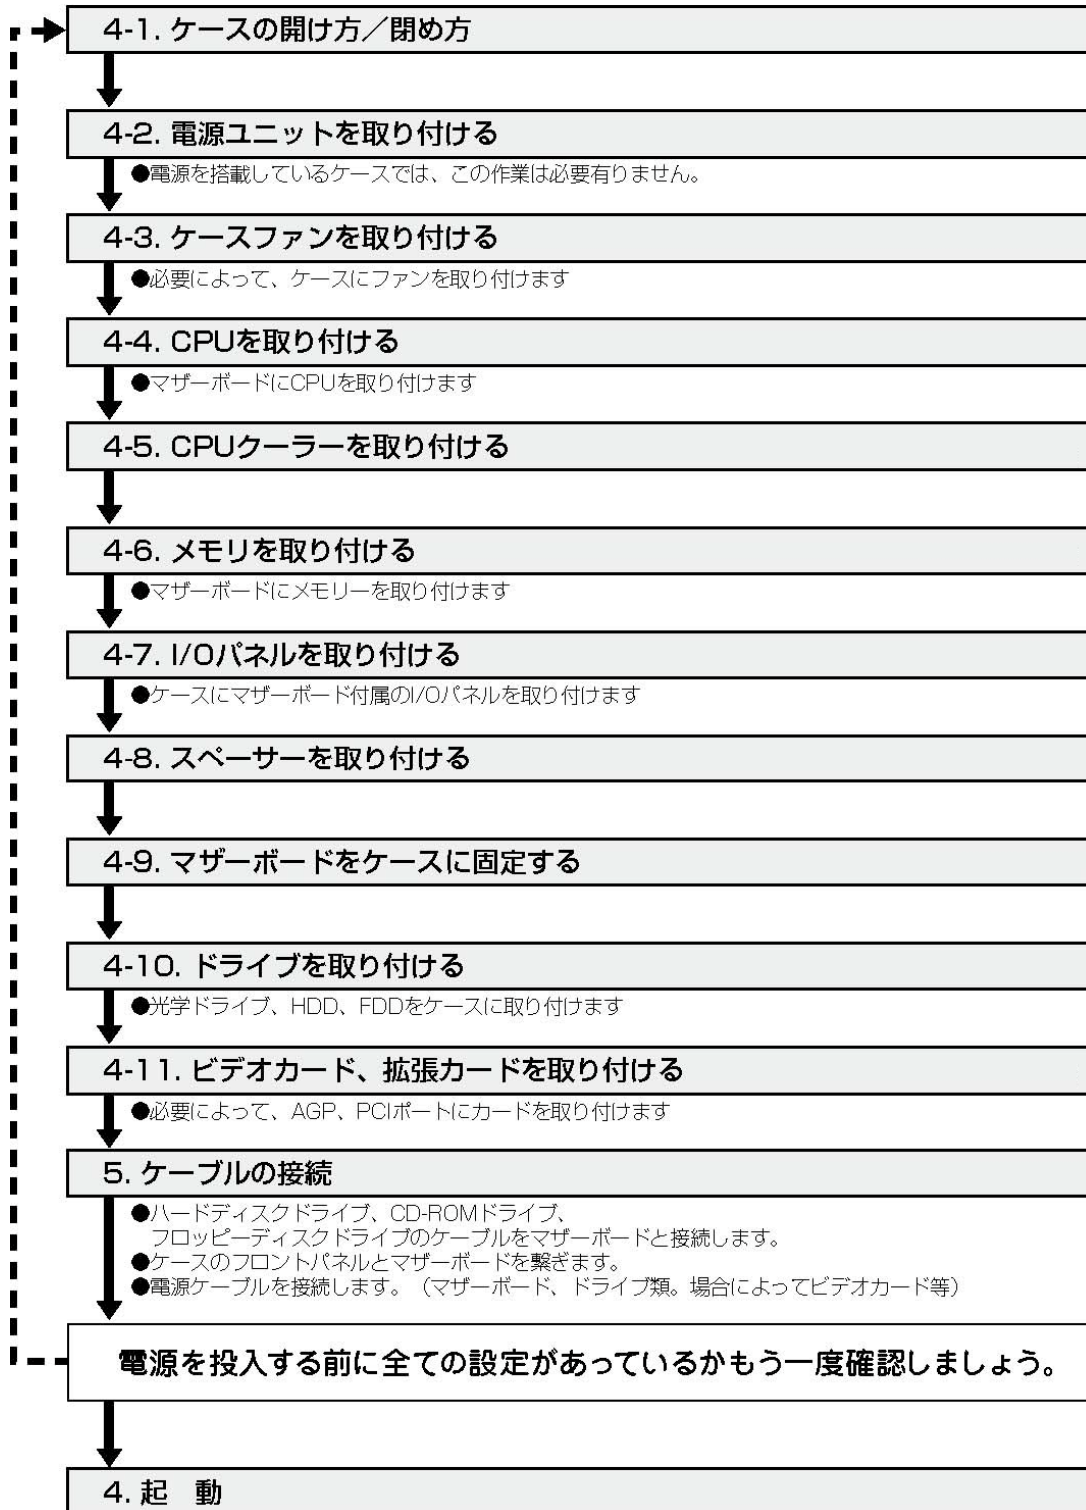 4-1. ケースの開け方／閉め方
4-2. 電源ユニットを取り付ける
●電源を搭載しているケースでは、この作業は必要有りません。
4-3. ケースファンを取り付ける
●必要によって、ケースにファンを取り付けます
4-4. CPUを取り付ける
●マザーボードにCPUを取り付けます
4-5. CPUクーラーを取り付ける
4-6. メモリを取り付ける
●マザーボードにメモリーを取り付けます
4-7. I/Oパネルを取り付ける
●ケースにマザーボード付属のI/Oパネルを取り付けます
4-8. スペーサーを取り付ける
4-9. マザーボードをケースに固定する
4-10. ドライブを取り付ける
●光学ドライブ、HDD、FDDをケースに取り付けます
4-11. ビデオカード、拡張カードを取り付ける
●必要によって、AGP、PCIポートにカードを取り付けます
5. ケーブルの接続
●ハードディスクドライブ、CD-ROMドライブ、
フロッピーディスクドライブのケーブルをマザーボードと接続します。
●ケースのフロントパネルとマザーボードを繋ぎます。
●電源ケーブルを接続します。（マザーボード、ドライブ類。場合によってビデオカード等）
電源を投入する前に全ての設定があっているかもう一度確認しましょう。
4. 起　動